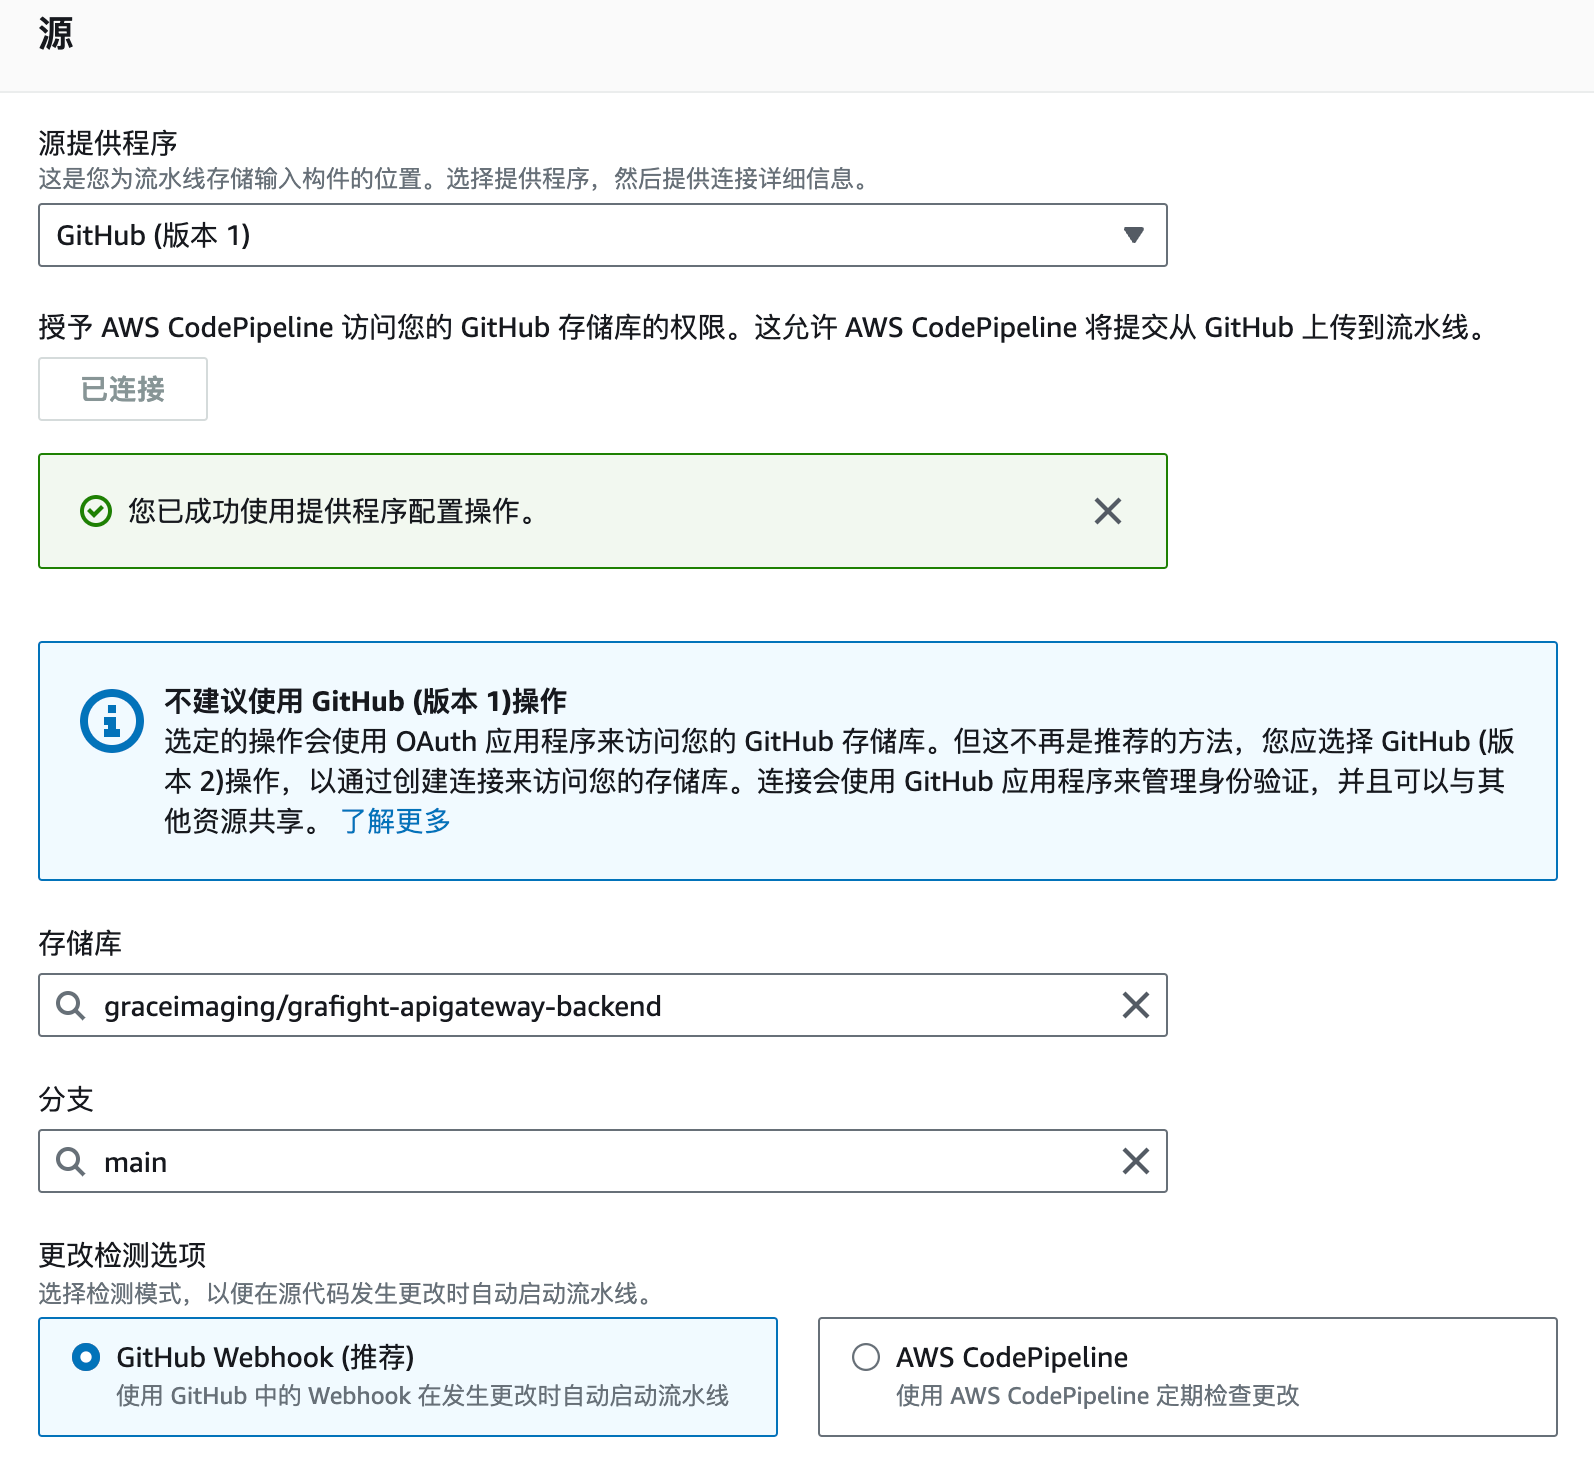 源
源提供程序
这是您为流水线存储输入构件的位置。选择提供程序，然后提供连接详细信息。
GitHub (版本 1)
授予 AWS CodePipeline 访问您的 GitHub 存储库的权限。这允许 AWS CodePipeline 将提交从 GitHub 上传到流水线。
已连接
您已成功使用提供程序配置操作。
不建议使用 GitHub (版本 1)操作
选定的操作会使用 OAuth 应用程序来访问您的 GitHub 存储库。但这不再是推荐的方法，您应选择 GitHub (版
本 2)操作，以通过创建连接来访问您的存储库。连接会使用 GitHub 应用程序来管理身份验证，并且可以与其
他资源共享。 了解更多
存储库
graceimaging/grafight-apigateway-backend
分支
main
更改检测选项
选择检测模式，以便在源代码发生更改时自动启动流水线。
GitHub Webhook (推荐)
使用 GitHub 中的 Webhook 在发生更改时自动启动流水线
AWS CodePipeline
使用 AWS CodePipeline 定期检查更改